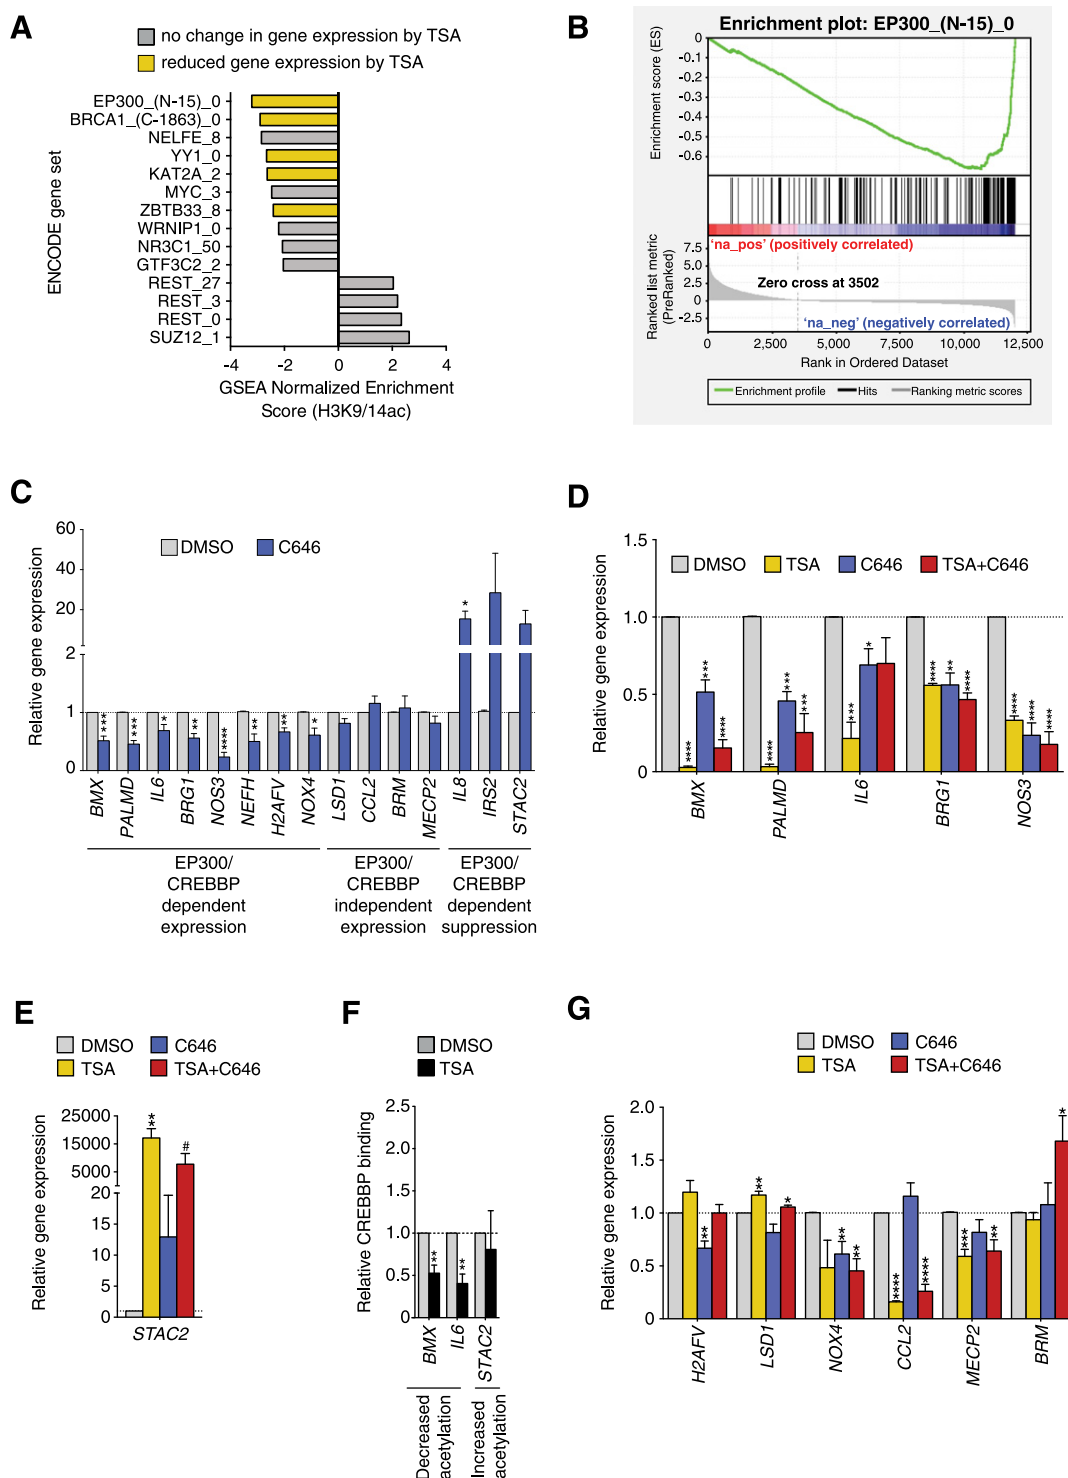 A
no change in gene expression by TSA
reduced gene expression by TSA
ENCODE gene set
EP300_(N-15)_0
BRCA1_(C-1863)_0
NELFE_8
YY1_0
KAT2A_2
MYC_3
ZBTB33_8
WRNIP1_0
NR3C1_50
GTF3C2_2
REST_27
REST_3
REST_0
SUZ12_1
-4 -2 0 2 4
GSEA Normalized Enrichment
Score (H3K9/14ac)
B
Enrichment plot: EP300_(N-15)_0
Enrichment score (ES)
0
-0.1
-0.2
-0.3
-0.4
-0.5
-0.6
'na_pos' (positively correlated)
Ranked list metric
(PreRanked)
7.5
5.0
2.5
0
-2.5
Zero cross at 3502
'na_neg' (negatively correlated)
0 2,500 5,000 7,500 10,000 12,500
Rank in Ordered Dataset
Enrichment profile Hits Ranking metric scores
C
Relative gene expression
60
40
20
2
1
0
DMSO C646
*** *** * ** **** ** ** * *
BMX PALMD IL6 BRG1 NOS3 NEFH H2AFV NOX4 LSD1 CCL2 BRM MECP2 IL8 IRS2 STAC2
EP300/ EP300/ EP300/
CREBBP CREBBP CREBBP
dependent independent dependent
expression expression suppression
D
Relative gene expression
1.5
1.0
0.5
0
DMSO TSA C646 TSA+C646
**** *** **** **** *** *** *** * **** ** **** **** *** ****
BMX PALMD IL6 BRG1 NOS3
E
DMSO C646
TSA TSA+C646
Relative gene expression
25000
15000
5000
20
15
10
5
0
** #
STAC2
F
DMSO
TSA
Relative CREBBP binding
2.5
2.0
1.5
1.0
0.5
0
** **
BMX IL6 STAC2
Decreased
acetylation
Increased
acetylation
G
DMSO C646
TSA TSA+C646
Relative gene expression
2.0
1.5
1.0
0.5
0
** ** * ** ** **** **** *** ** *
H2AFV LSD1 NOX4 CCL2 MECP2 BRM